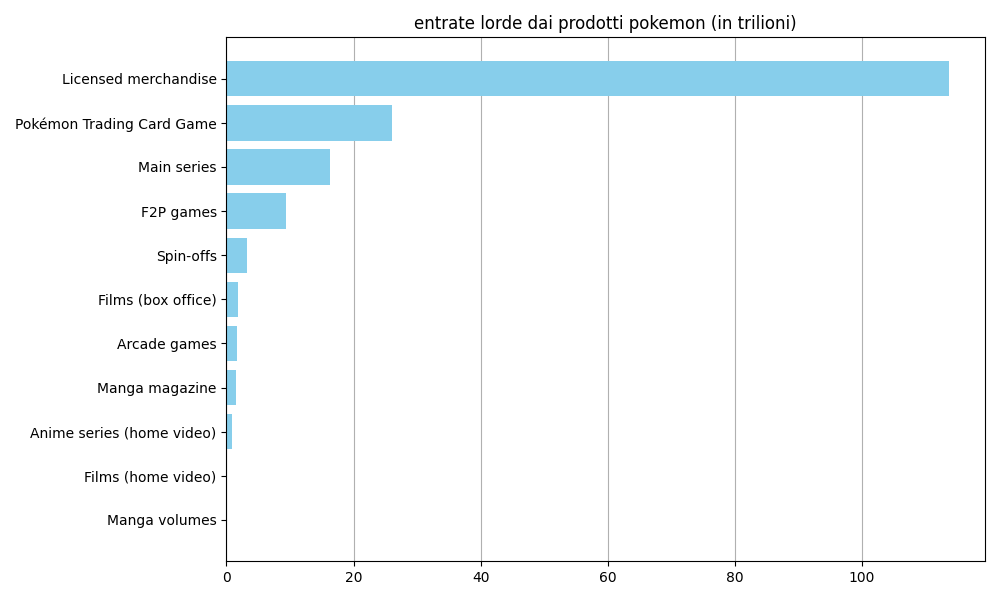 entrate lorde dai prodotti pokemon (in trilioni)
Licensed merchandise
Pokémon Trading Card Game
Main series
F2P games
Spin-offs
Films (box office)
Arcade games
Manga magazine
Anime series (home video)
Films (home video)
Manga volumes
0 20 40 60 80 100